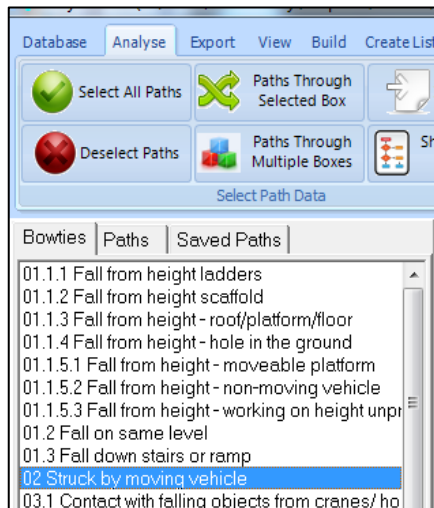 Database Analyse Export View Build Create List
Select All Paths
Paths Through
Selected Box
Deselect Paths
Paths Through
Multiple Boxes
Sh
Select Path Data
Bowties Paths Saved Paths
01.1.1 Fall from height ladders
01.1.2 Fall from height scaffold
01.1.3 Fall from height - roof/platform/floor
01.1.4 Fall from height - hole in the ground
01.1.5.1 Fall from height - moveable platform
01.1.5.2 Fall from height - non-moving vehicle
01.1.5.3 Fall from height - working on height unpr
01.2 Fall on same level
01.3 Fall down stairs or ramp
02 Struck by moving vehicle
03.1 Contact with falling objects from cranes/ ho